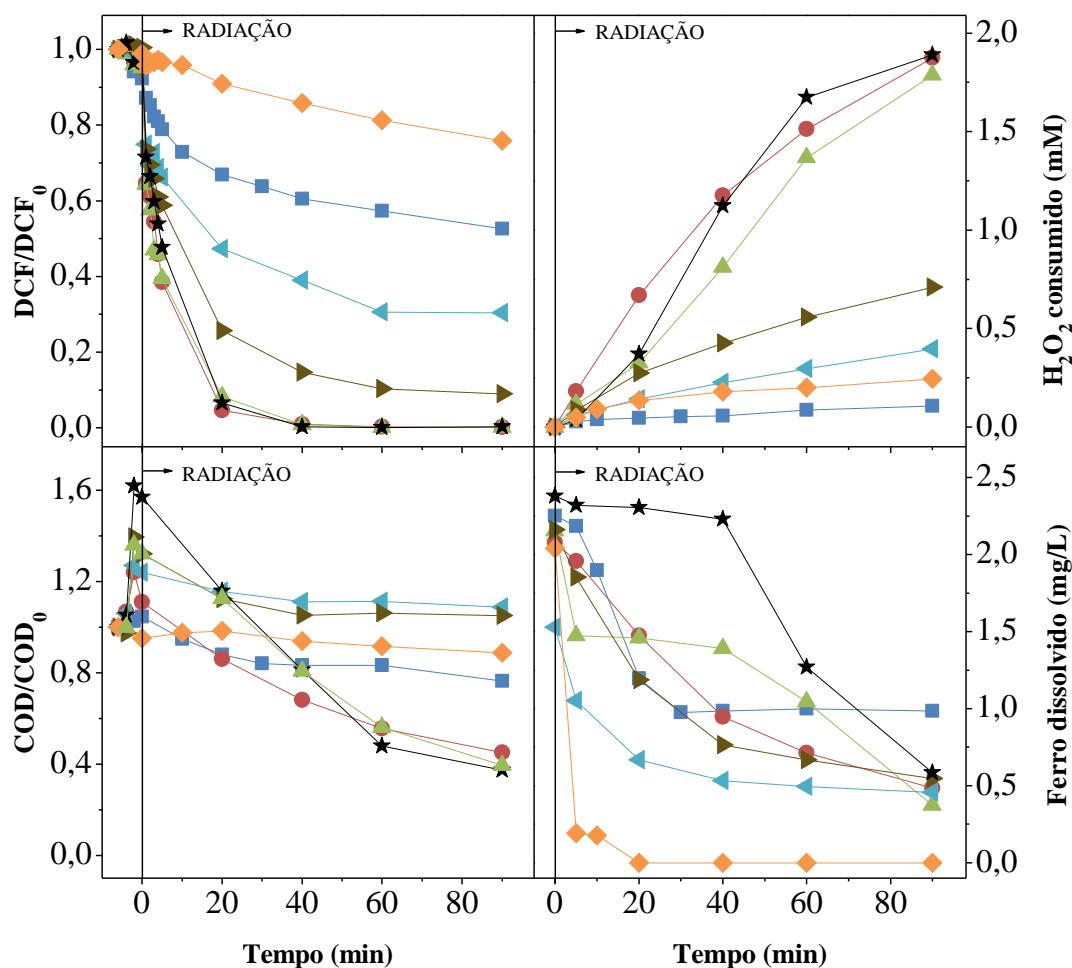 RADIAÇÃO
1,0
0,8
0,6
0,4
0,2
0,0
DCF/DCF0
RADIAÇÃO
2,0
1,5
1,0
0,5
0,0
H2O2 consumido (mM)
RADIAÇÃO
1,6
1,2
0,8
0,4
0,0
COD/COD0
0 20 40 60 80
Tempo (min)
RADIAÇÃO
2,5
2,0
1,5
1,0
0,5
0,0
Ferro dissolvido (mg/L)
0 20 40 60 80
Tempo (min)